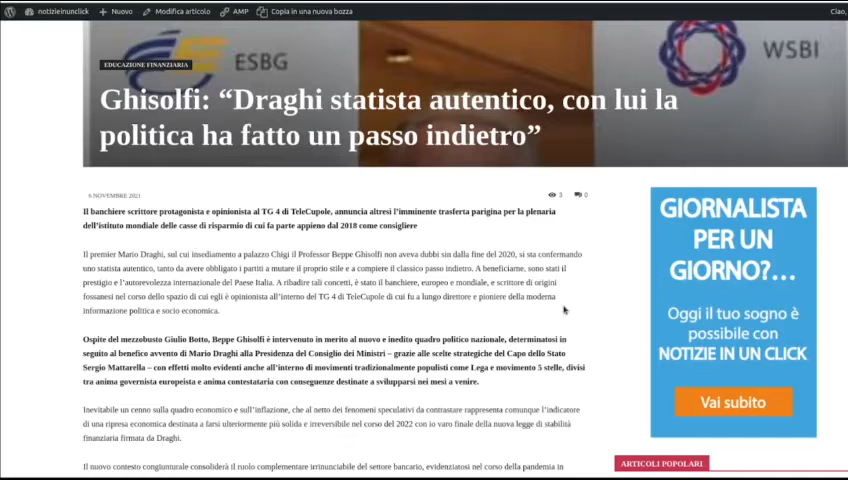 notizieinunclick
Nuovo
Modifica articolo
AMP
Copia in una nuova bozza
Ciao,
ESBG
WSBI
EDUCAZIONE FINANZIARIA
Ghisolfi: “Draghi statista autentico, con lui la
politica ha fatto un passo indietro”
6 NOVEMBRE 2021
3
0
Il banchiere scrittore protagonista e opinionista al TG 4 di TeleCupole, annuncia altresì l'imminente trasferta parigina per la plenaria
dell'istituto mondiale delle casse di risparmio di cui fa parte appieno dal 2018 come consigliere
Il premier Mario Draghi, sul cui insediamento a palazzo Chigi il Professor Beppe Ghisolfi non aveva dubbi sin dalla fine del 2020, si sta confermando
uno statista autentico, tanto da avere obbligato i partiti a mutare il proprio stile e a compiere il classico passo indietro. A beneficiarne, sono stati il
prestigio e l'autorevolezza internazionale del Paese Italia. A ribadire tali concetti, è stato il banchiere, europeo e mondiale, e scrittore di origini
fossanesi nel corso dello spazio di cui egli è opinionista all'interno del TG 4 di TeleCupole di cui fu a lungo direttore e pioniere della moderna
informazione politica e socio economica.
Ospite del mezzobusto Giulio Botto, Beppe Ghisolfi è intervenuto in merito al nuovo e inedito quadro politico nazionale, determinatosi in
seguito al benefico avvento di Mario Draghi alla Presidenza del Consiglio dei Ministri – grazie alle scelte strategiche del Capo dello Stato
Sergio Mattarella – con effetti molto evidenti anche all'interno di movimenti tradizionalmente populisti come Lega e movimento 5 stelle, divisi
tra anima governista europeista e anima contestataria con conseguenze destinate a svilupparsi nei mesi a venire.
Inevitabile un cenno sulla quadro economico e sull'inflazione, che al netto dei fenomeni speculativi da contrastare rappresenta comunque l'indicatore
di una ripresa economica destinata a farsi ulteriormente più solida e irreversibile nel corso del 2022 con io varo finale della nuova legge di stabilità
finanziaria firmata da Draghi.
Il nuovo contesto congiunturale consoliderà il ruolo complementare irrinunciabile del settore bancario, evidenziatosi nel corso della pandemia in
GIORNALISTA
PER UN
GIORNO?...
Oggi il tuo sogno è
possibile con
NOTIZIE IN UN CLICK
Vai subito
ARTICOLI POPOLARI